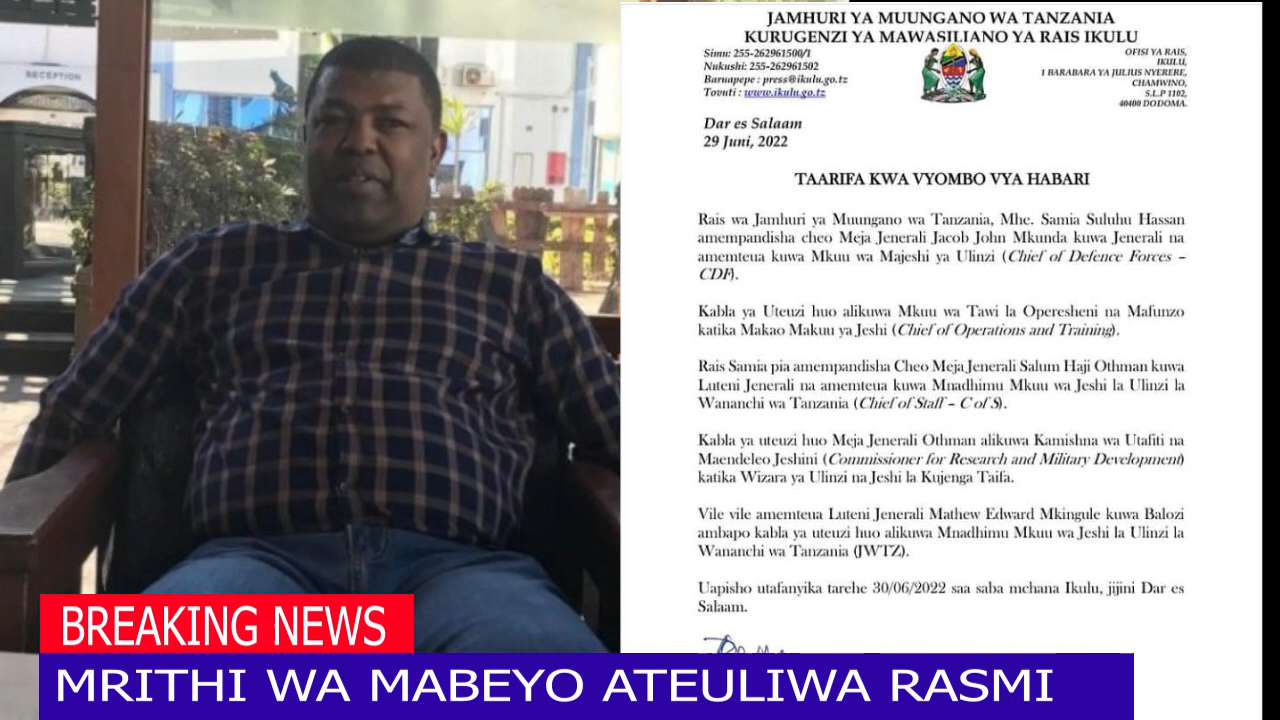 RECEPTION
JAMHURI YA MUUNGANO WA TANZANIA
KURUGENZI YA MAWASILIANO YA RAIS IKULU
Simu: 255-262961500/1
Nukushi: 255-262961502
Baruapepe : press@ikulu.go.tz
Tovuti : www.ikulu.go.tz
OFISI YA RAIS,
IKULU,
1 BARABARA YA JULIUS NYERERE,
CHAMWINO,
S.L.P 1102,
40400 DODOMA.
Dar es Salaam
29 Juni, 2022
TAARIFA KWA VYOMBO VYA HABARI
Rais wa Jamhuri ya Muungano wa Tanzania, Mhe. Samia Suluhu Hassan
amempandisha cheo Meja Jenerali Jacob John Mkunda kuwa Jenerali na
amemteua kuwa Mkuu wa Majeshi ya Ulinzi (Chief of Defence Forces –
CDF).
Kabla ya Uteuzi huo alikuwa Mkuu wa Tawi la Operesheni na Mafunzo
katika Makao Makuu ya Jeshi (Chief of Operations and Training).
Rais Samia pia amempandisha Cheo Meja Jenerali Salum Haji Othman kuwa
Luteni Jenerali na amemteua kuwa Mnadhimu Mkuu wa Jeshi la Ulinzi la
Wananchi wa Tanzania (Chief of Staff – C of S).
Kabla ya uteuzi huo Meja Jenerali Othman alikuwa Kamishna wa Utafiti na
Maendeleo Jeshini (Commissioner for Research and Military Development)
katika Wizara ya Ulinzi na Jeshi la Kujenga Taifa.
Vile vile amemteua Luteni Jenerali Mathew Edward Mkingule kuwa Balozi
ambapo kabla ya uteuzi huo alikuwa Mnadhimu Mkuu wa Jeshi la Ulinzi la
Wananchi wa Tanzania (JWTZ).
Uapisho utafanyika tarehe 30/06/2022 saa saba mchana Ikulu, jijini Dar es
Salaam.
BREAKING NEWS
MRITHI WA MABEYO ATEULIWA RASMI